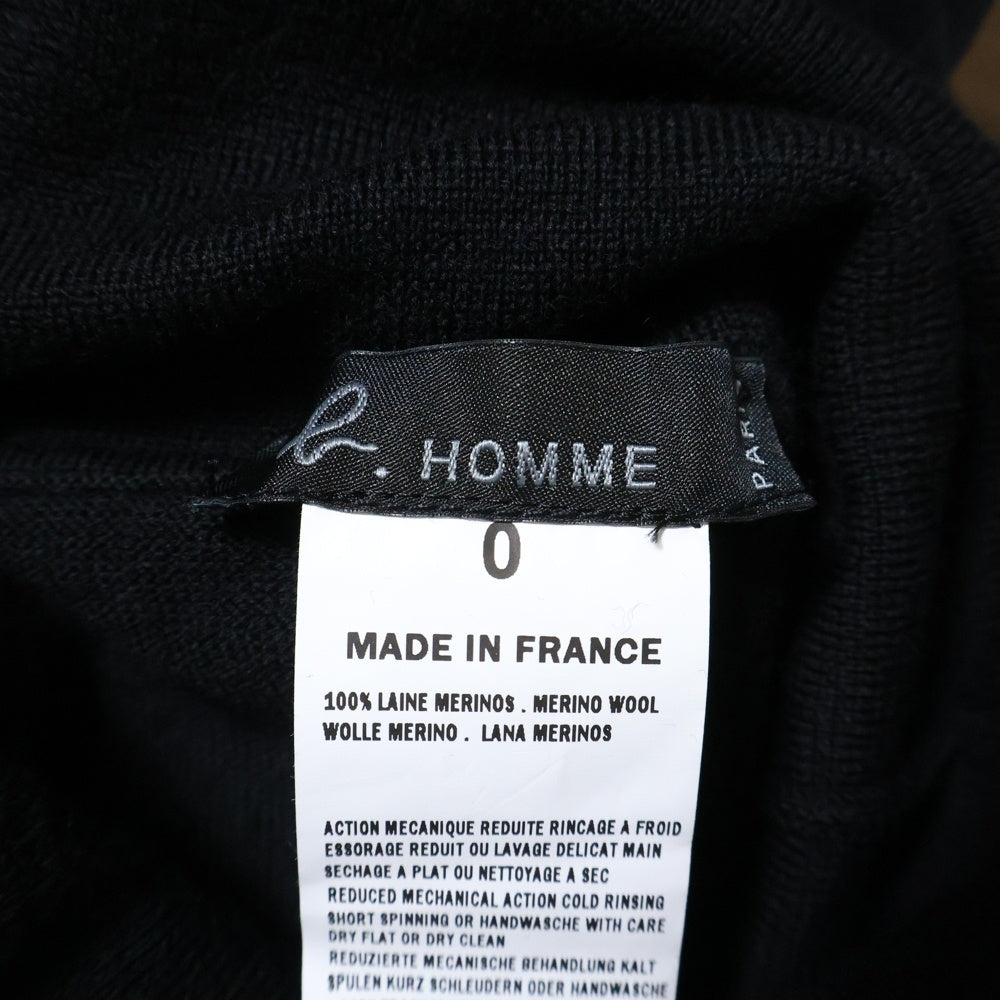 b. HOMME
PARIS
0
MADE IN FRANCE
100% LAINE MERINOS . MERINO WOOL
WOLLE MERINO . LANA MERINOS
ACTION MECANIQUE REDUITE RINCAGE A FROID
ESSORAGE REDUIT OU LAVAGE DELICAT MAIN
SECHAGE A PLAT OU NETTOYAGE A SEC
REDUCED MECHANICAL ACTION COLD RINSING
SHORT SPINNING OR HANDWASCHE WITH CARE
DRY FLAT OR DRY CLEAN
REDUZIERTE MECANISCHE BEHANDLUNG KALT
SPULEN KURZ SCHLEUDERN ODER HANDWASCHE